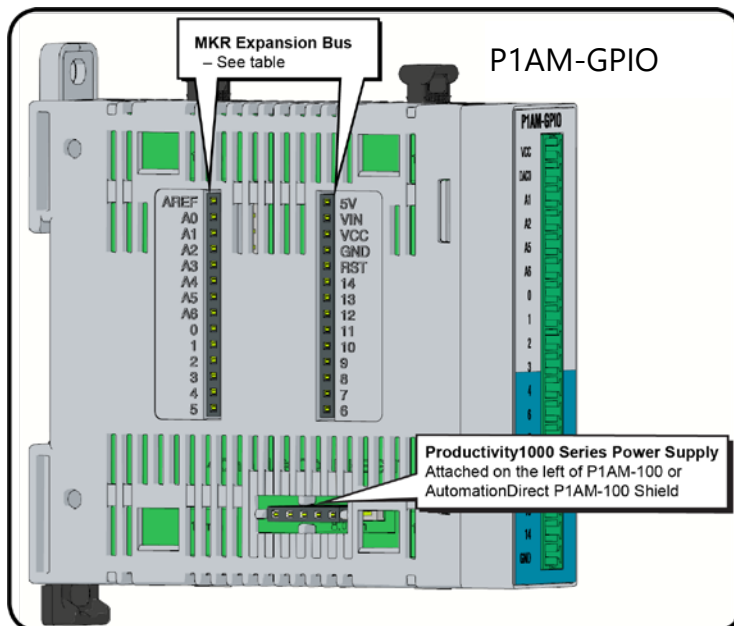 MKR Expansion Bus
– See table
P1AM-GPIO
P1AM-GPIO
VCC
A1
A2
A5
A6
0
1
2
3
4
6
14
GND
AREF
A0
A1
A2
A3
A4
A5
A6
0
1
2
3
4
5
5V
VIN
VCC
GND
RST
14
13
12
11
10
9
8
7
6
Productivity1000 Series Power Supply
Attached on the left of P1AM-100 or
AutomationDirect P1AM-100 Shield